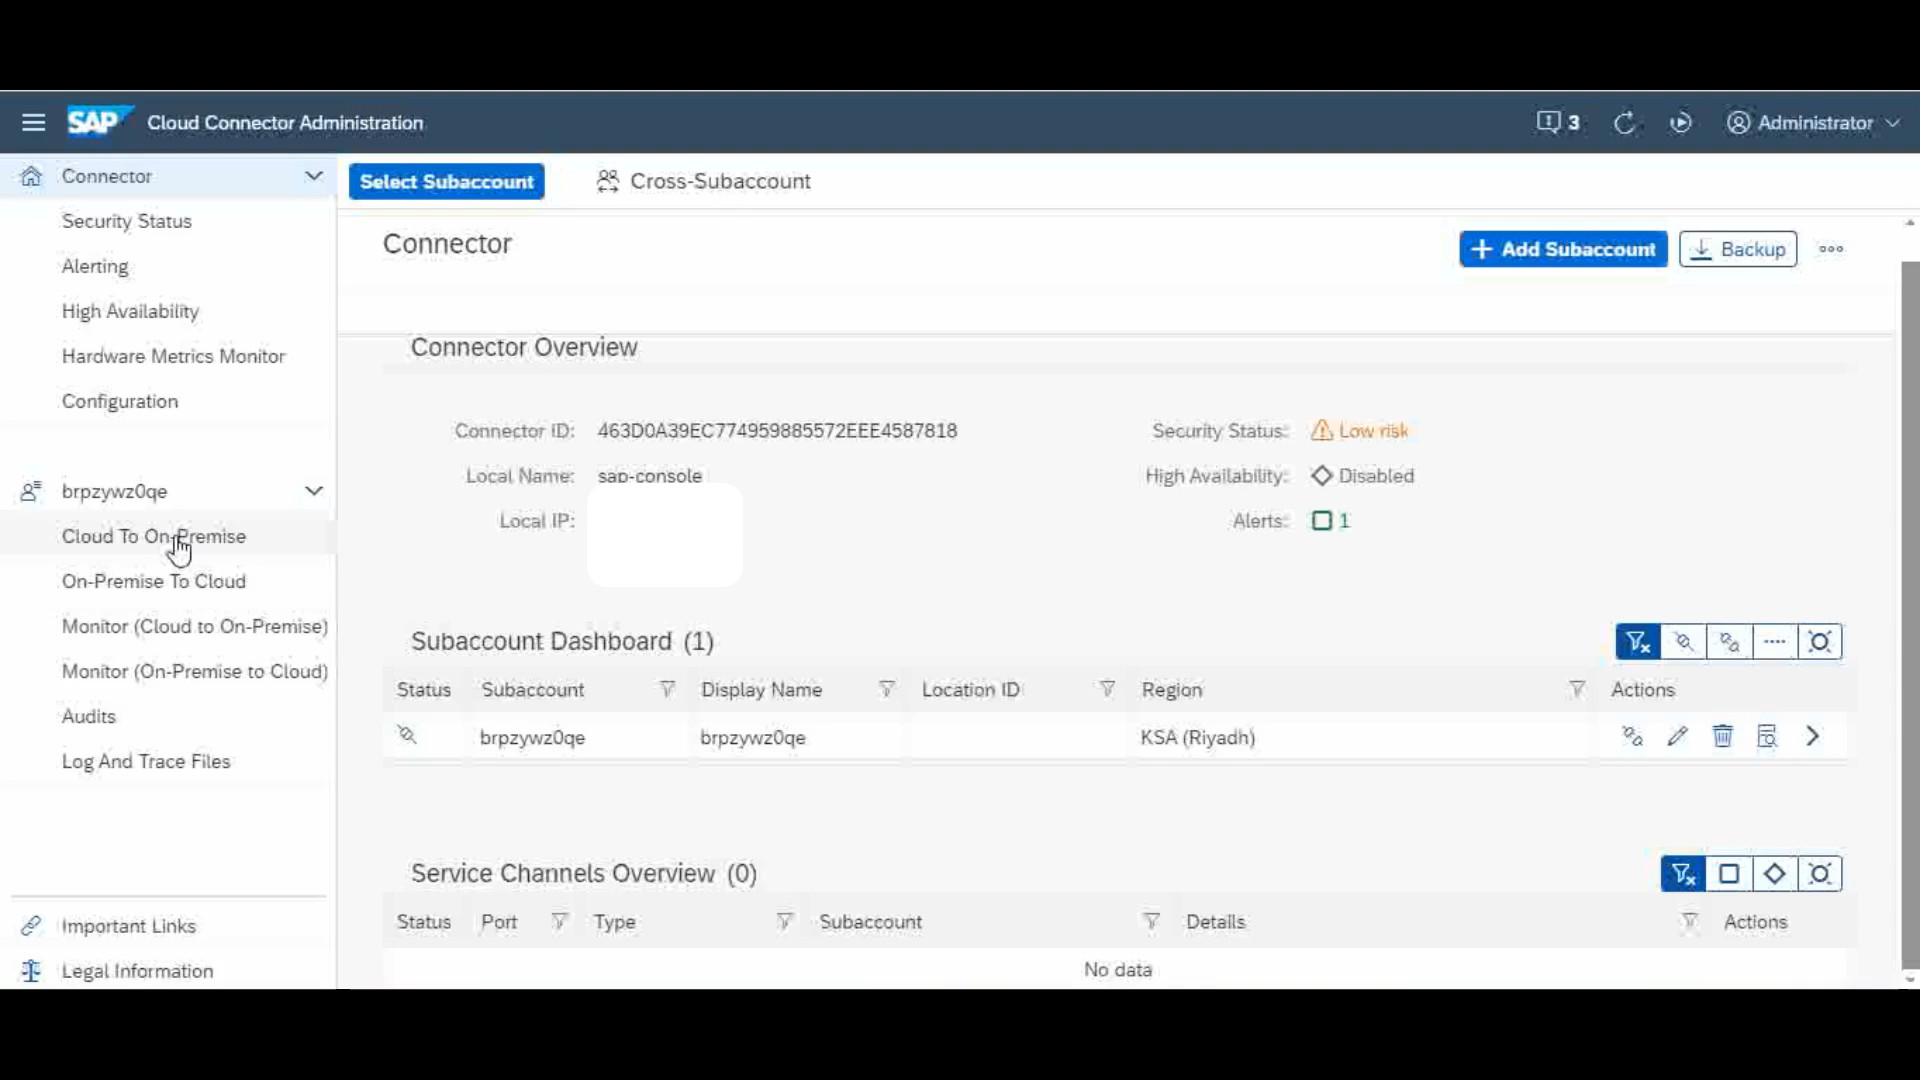 SAP Cloud Connector Administration 3 Administrator
Connector
Select Subaccount Cross-Subaccount
Security Status
Connector
+ Add Subaccount Backup
Alerting
High Availability
Hardware Metrics Monitor
Connector Overview
Configuration
Connector ID: 463D0A39EC774959885572EEE4587818 Security Status: Low risk
Local Name: sap-console High Availability: Disabled
brpzywz0qe
Local IP: Alerts: 1
Cloud To On-Premise
On-Premise To Cloud
Monitor (Cloud to On-Premise)
Subaccount Dashboard (1)
Monitor (On-Premise to Cloud)
Status Subaccount Display Name Location ID Region Actions
Audits
brpzywz0qe brpzywz0qe KSA (Riyadh)
Log And Trace Files
Service Channels Overview (0)
Status Port Type Subaccount Details Actions
Important Links
No data
Legal Information